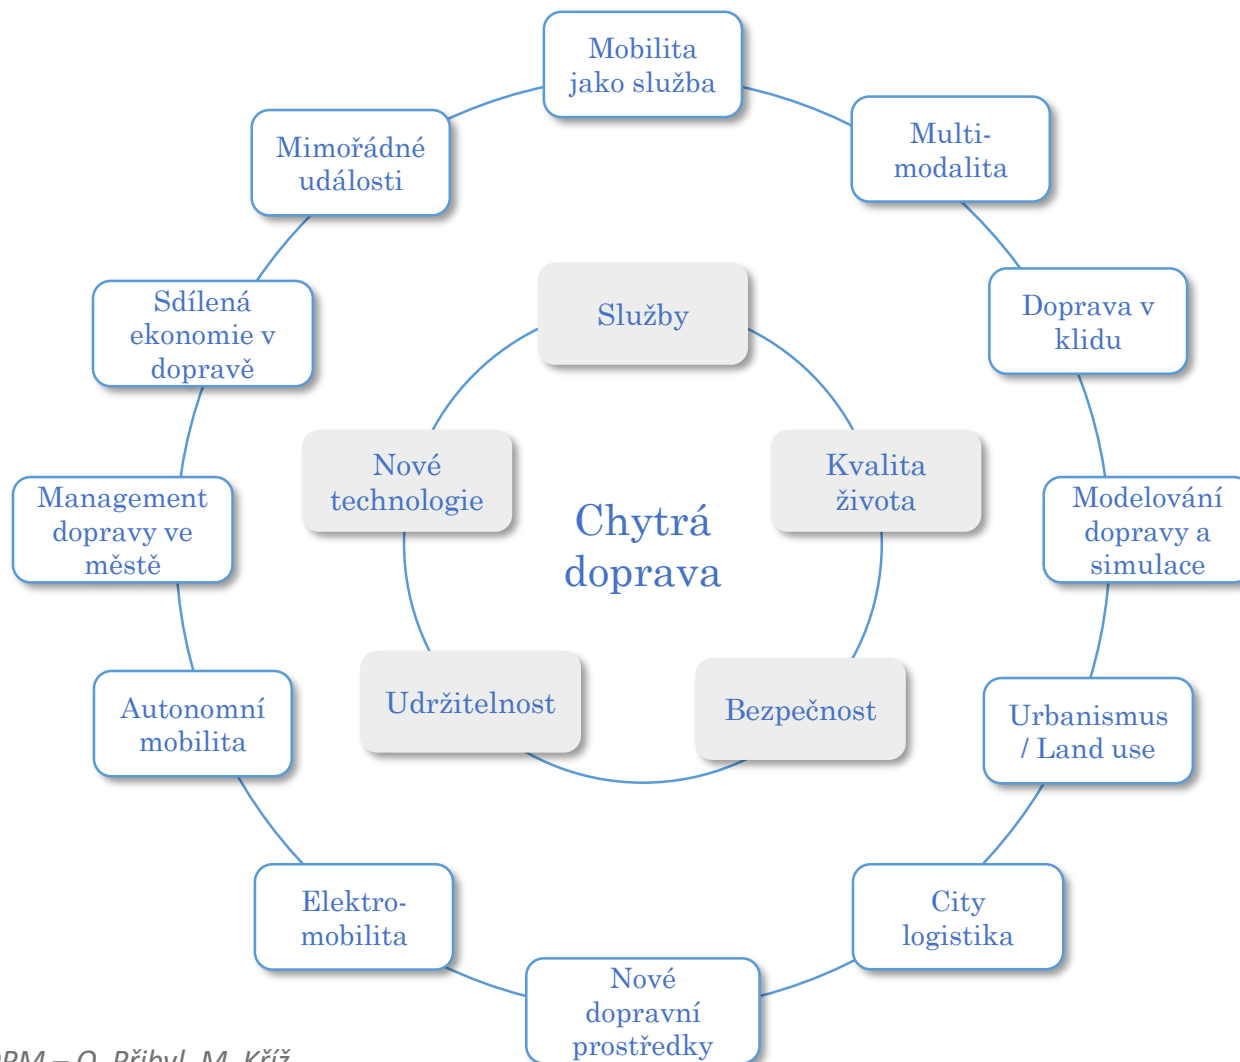 Mobilita
jako služba
Mimořádné
události
Multi-
modalita
Sdílená
ekonomie v
dopravě
Služby
Doprava v
klidu
Nové
technologie
Kvalita
života
Management
dopravy ve
městě
Chytrá
doprava
Modelování
dopravy a
simulace
Autonomní
mobilita
Udržitelnost
Bezpečnost
Urbanismus
/ Land use
Elektro-
mobilita
City
logistika
Nové
dopravní
prostředky
– O. Přibyl, M. Kříž